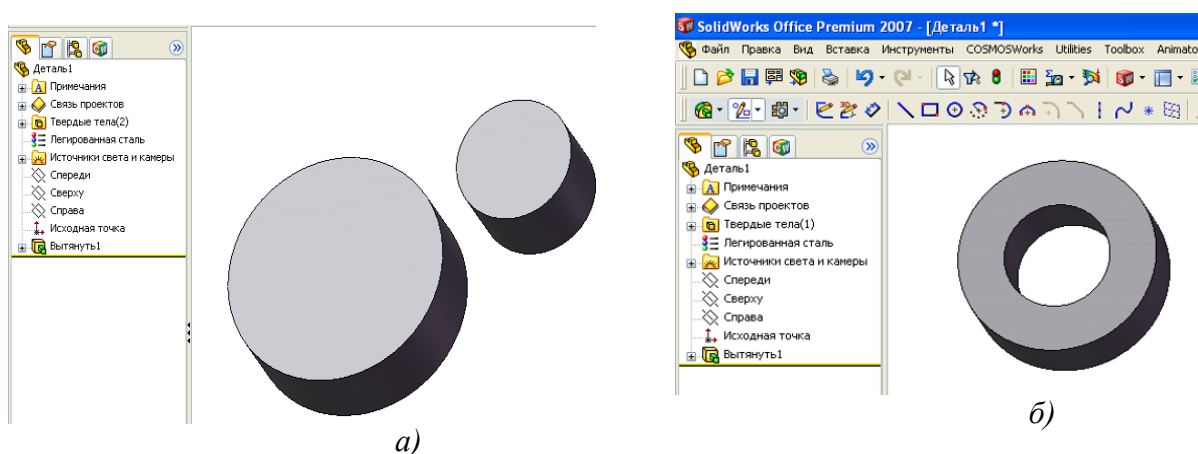 Деталь1
Примечания
Связь проектов
Твердые тела(2)
Легированная сталь
Источники света и камеры
Спереди
Сверху
Справа
Исходная точка
Вытянуть1
а)
SolidWorks Office Premium 2007 - [Деталь1 *]
Файл Правка Вид Вставка Инструменты COSMOSWorks Utilities Toolbox Animato
3D
Деталь1
Примечания
Связь проектов
Твердые тела(1)
Легированная сталь
Источники света и камеры
Спереди
Сверху
Справа
Исходная точка
Вытянуть1
б)